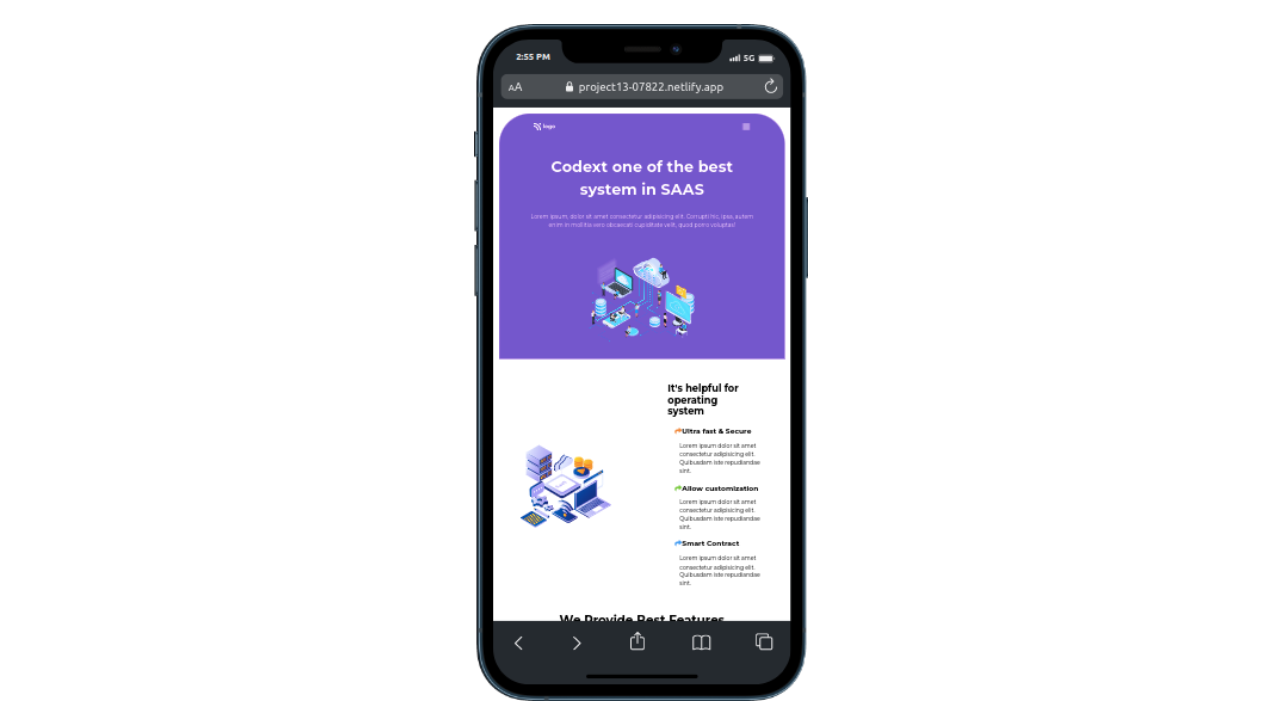 2:55 PM
5G
AA
project13-07822.netlify.app
logo
Codext one of the best
system in SAAS
Lorem ipsum, dolor sit amet consectetur adipisicing elit. Corrupti hic, ipsa, autem
enim in mollitia vero obcaecati cupiditate velit, quod porro voluptas!
It's helpful for
operating
system
Ultra fast & Secure
Lorem ipsum dolor sit amet
consectetur adipisicing elit.
Quibusdam iste repudiandae
sint.
Allow customization
Lorem ipsum dolor sit amet
consectetur adipisicing elit.
Quibusdam iste repudiandae
sint.
Smart Contract
Lorem ipsum dolor sit amet
consectetur adipisicing elit.
Quibusdam iste repudiandae
sint.
We Provide Best Features